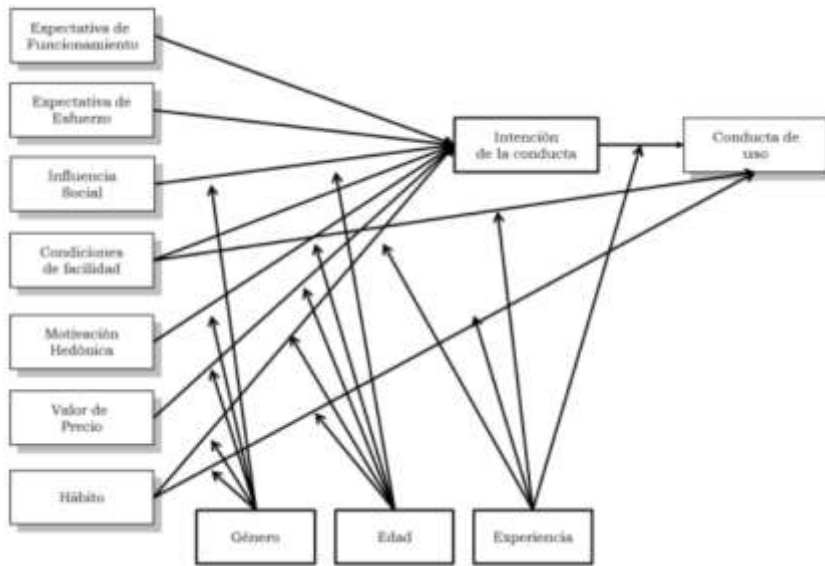 Expectativa de
Funcionamiento
Expectativa de
Esfuerzo
Influencia
Social
Condiciones
de facilidad
Motivación
Hedónica
Valor de
Precio
Hábito
Intención
de la conducta
Conducta de
uso
Género
Edad
Experiencia